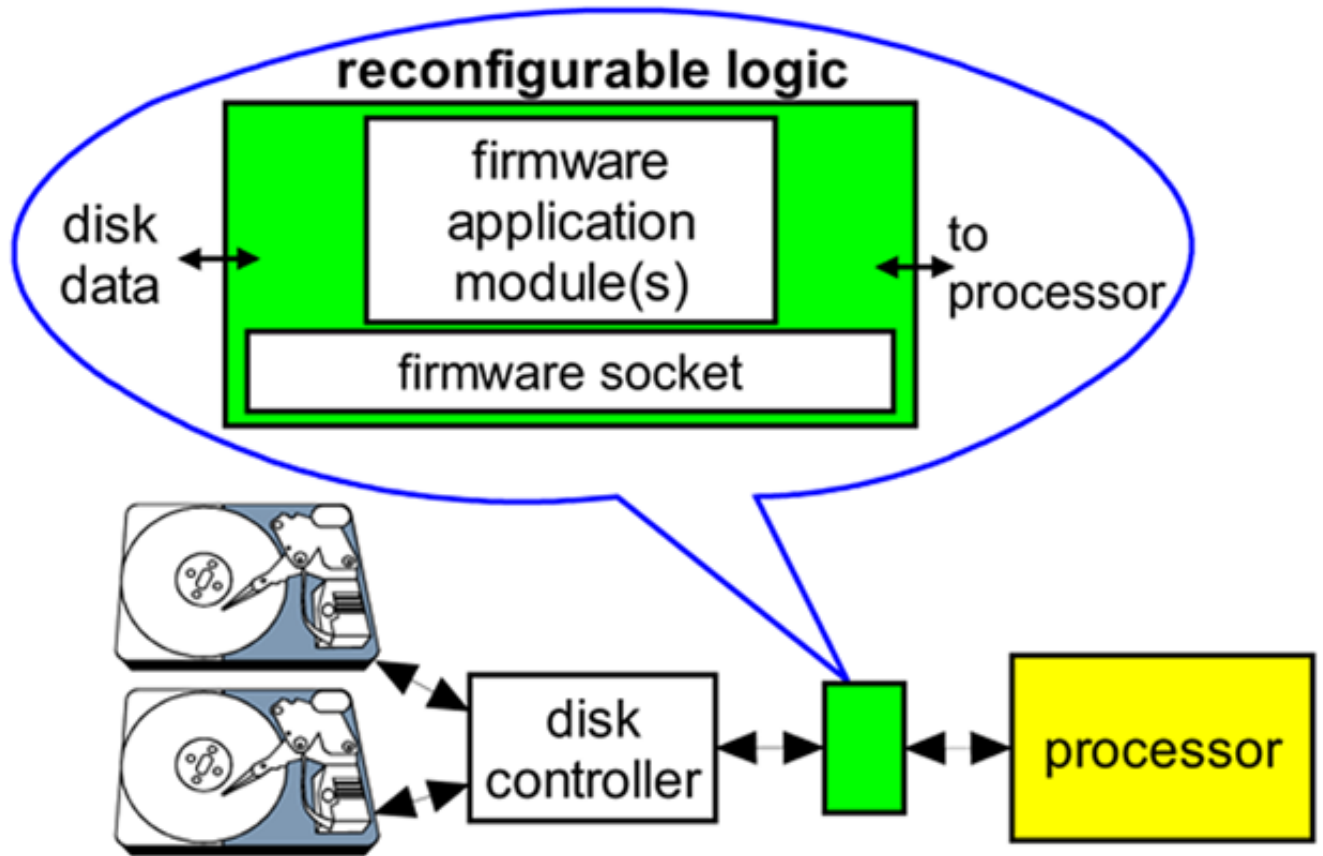 reconfigurable logic
firmware
application
module(s)
disk
data
to
processor
firmware socket
disk
controller
processor